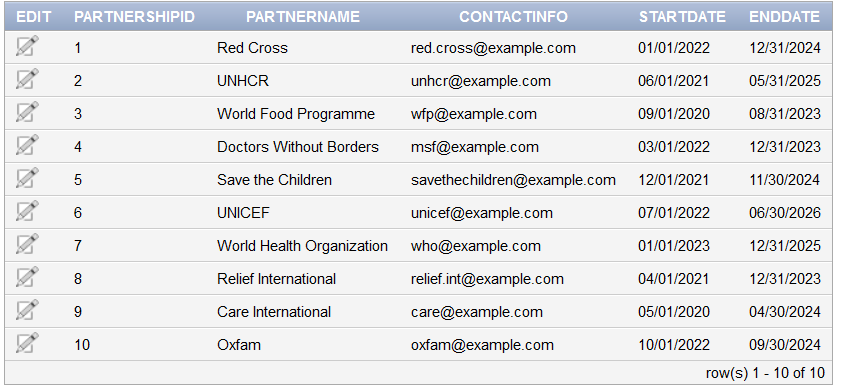 EDIT PARTNERSHIPID PARTNERNAME CONTACTINFO STARTDATE ENDDATE
1 Red Cross red.cross@example.com 01/01/2022 12/31/2024
2 UNHCR unhcr@example.com 06/01/2021 05/31/2025
3 World Food Programme wfp@example.com 09/01/2020 08/31/2023
4 Doctors Without Borders msf@example.com 03/01/2022 12/31/2023
5 Save the Children savethechildren@example.com 12/01/2021 11/30/2024
6 UNICEF unicef@example.com 07/01/2022 06/30/2026
7 World Health Organization who@example.com 01/01/2023 12/31/2025
8 Relief International relief.int@example.com 04/01/2021 12/31/2023
9 Care International care@example.com 05/01/2020 04/30/2024
10 Oxfam oxfam@example.com 10/01/2022 09/30/2024
row(s) 1 - 10 of 10